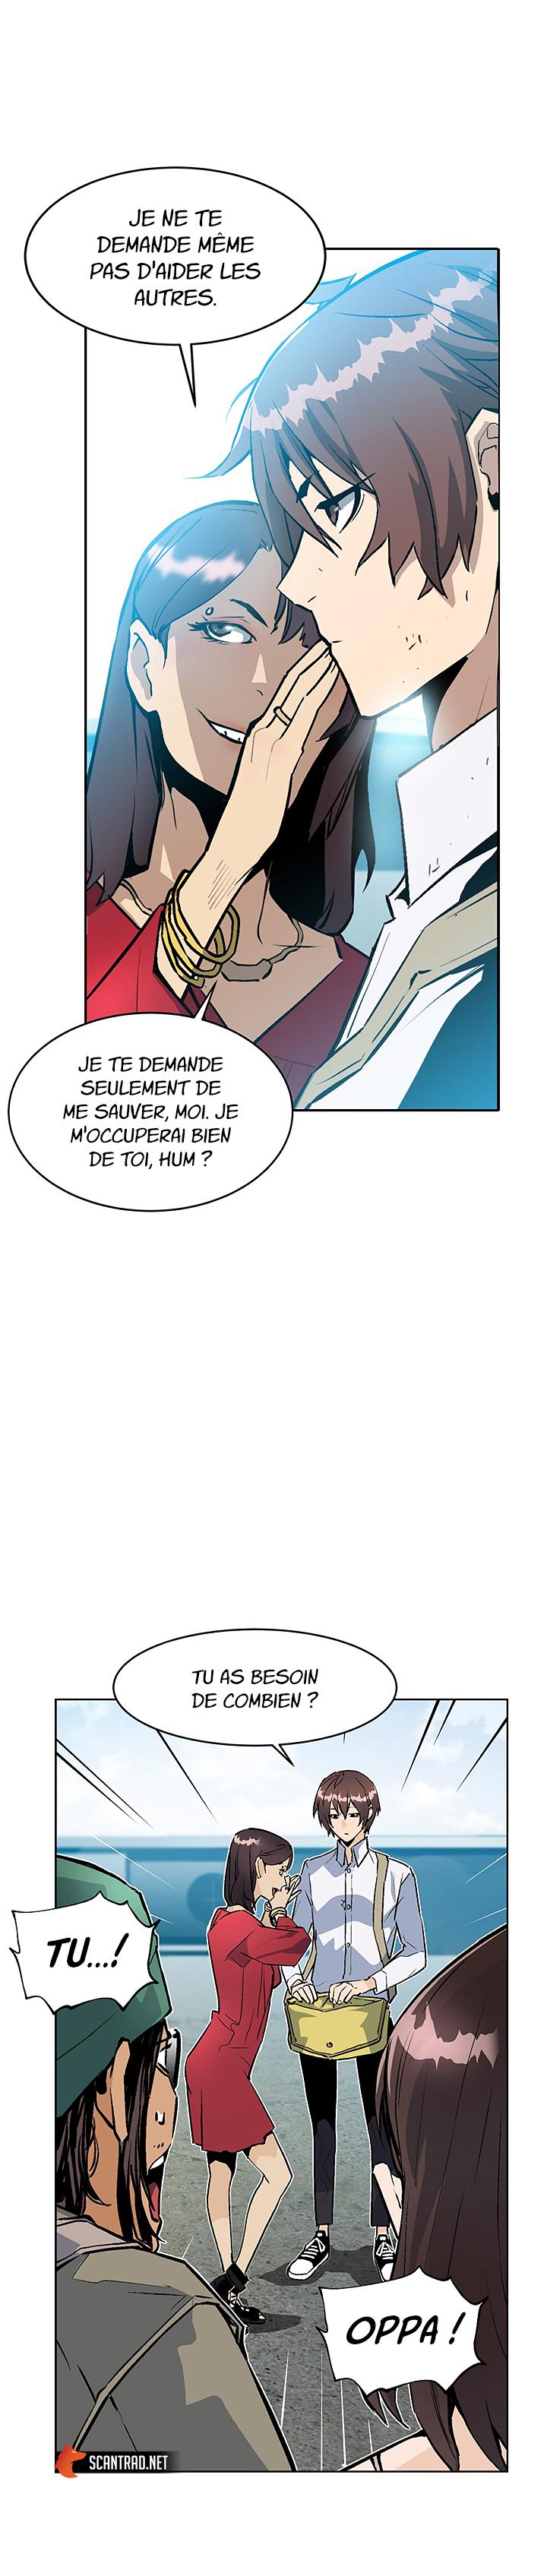 JE NE TE
DEMANDE MÊME
PAS D'AIDER LES
AUTRES.
JE TE DEMANDE
SEULEMENT DE
ME SAUVER, MOI. JE
M'OCCUPERAI BIEN
DE TOI, HUM ?
TU AS BESOIN
DE COMBIEN ?
TU...!
OPPA !
SCANTRAD.NET